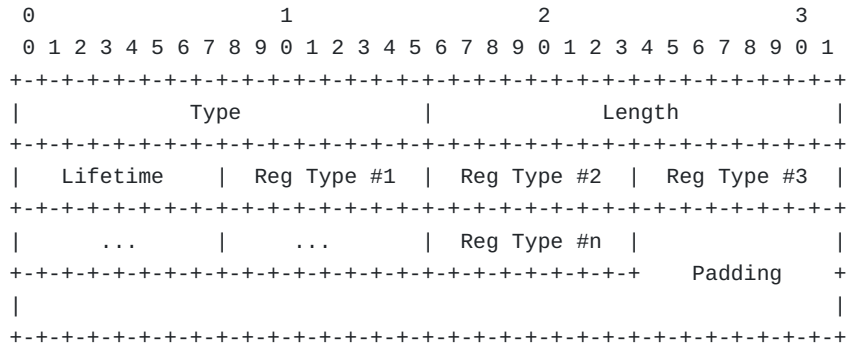 0                   1                   2                   3
 0 1 2 3 4 5 6 7 8 9 0 1 2 3 4 5 6 7 8 9 0 1 2 3 4 5 6 7 8 9 0 1
+-+-+-+-+-+-+-+-+-+-+-+-+-+-+-+-+-+-+-+-+-+-+-+-+-+-+-+-+-+-+-+-+
|             Type              |             Length            |
+-+-+-+-+-+-+-+-+-+-+-+-+-+-+-+-+-+-+-+-+-+-+-+-+-+-+-+-+-+-+-+-+
|   Lifetime    |  Reg Type #1  |  Reg Type #2  |  Reg Type #3  |
+-+-+-+-+-+-+-+-+-+-+-+-+-+-+-+-+-+-+-+-+-+-+-+-+-+-+-+-+-+-+-+-+
|      ...      |     ...       |  Reg Type #n  |               |
+-+-+-+-+-+-+-+-+-+-+-+-+-+-+-+-+-+-+-+-+-+-+-+-+    Padding    +
|                                                               |
+-+-+-+-+-+-+-+-+-+-+-+-+-+-+-+-+-+-+-+-+-+-+-+-+-+-+-+-+-+-+-+-+